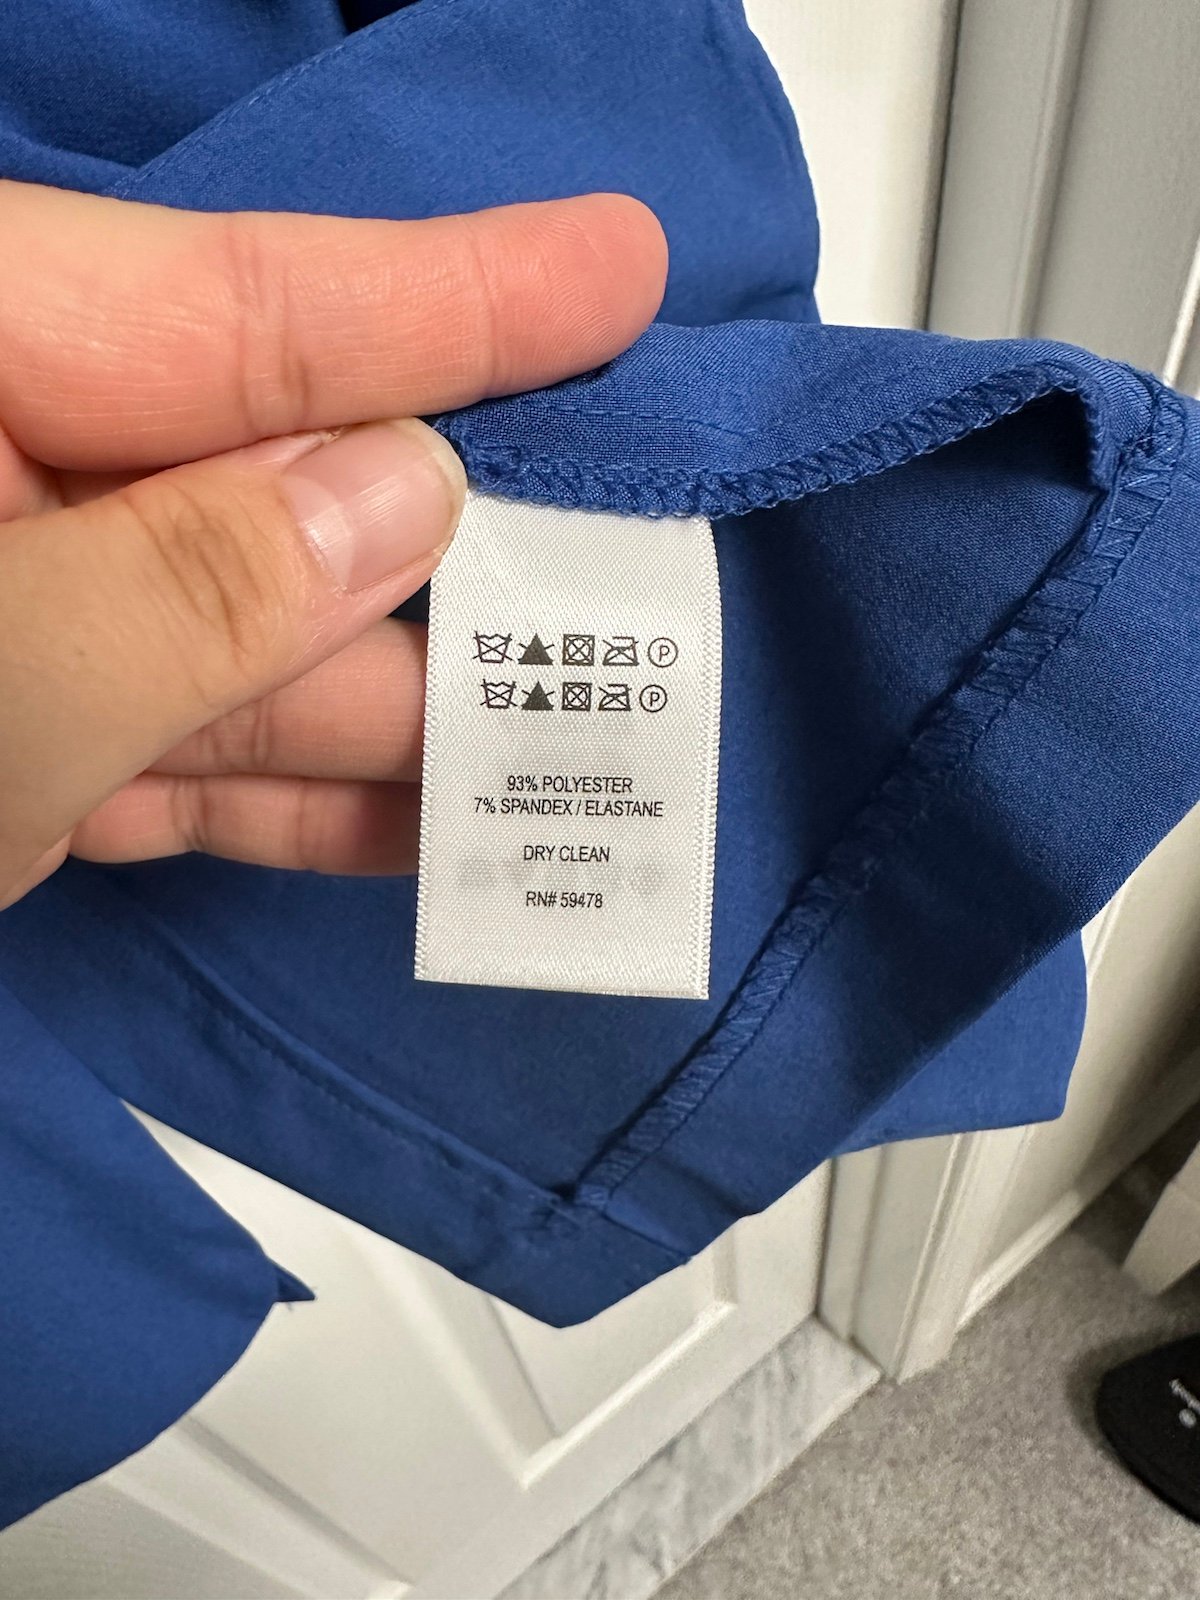 P
P
93% POLYESTER
7% SPANDEX / ELASTANE
DRY CLEAN
RN# 59478